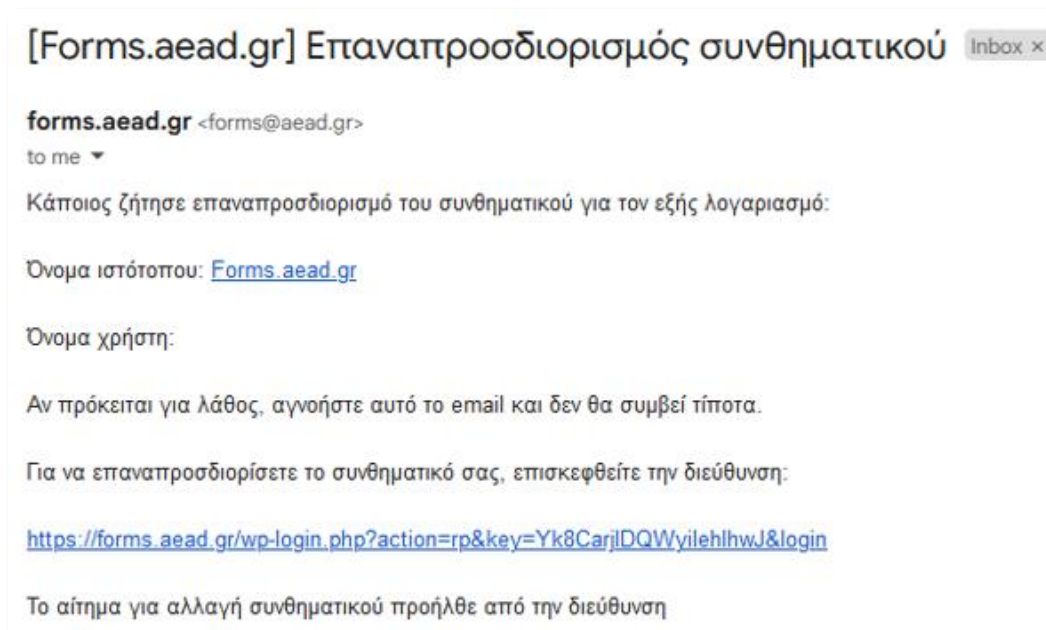 [Forms.aead.gr] Επαναπροσδιορισμός συνθηματικού Inbox ×
forms.aead.gr <forms@aead.gr>
to me
Κάποιος ζήτησε επαναπροσδιορισμό του συνθηματικού για τον εξής λογαριασμό:
Όνομα ιστότοπου: Forms.aead.gr
Όνομα χρήστη:
Αν πρόκειται για λάθος, αγνοήστε αυτό το email και δεν θα συμβεί τίποτα.
Για να επαναπροσδιορίσετε το συνθηματικό σας, επισκεφθείτε την διεύθυνση:
https://forms.aead.gr/wp-login.php?action=rp&key=Yk8CarjlDQWyilehlhwJ&login
Το αίτημα για αλλαγή συνθηματικού προήλθε από την διεύθυνση